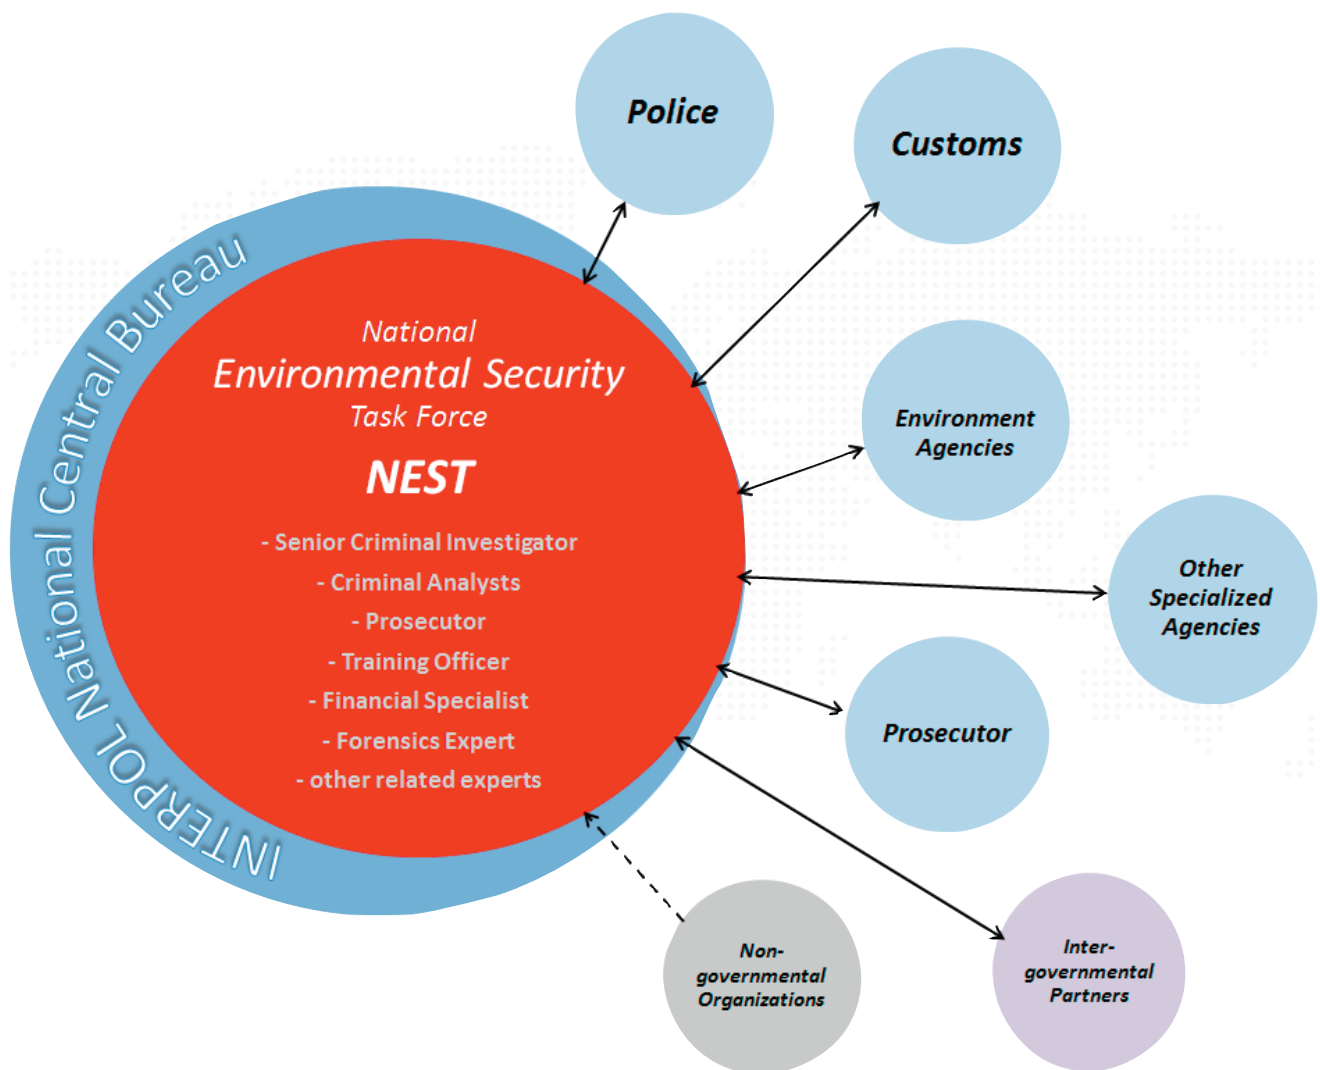 INTERPOL National Central Bureau
National
Environmental Security
Task Force
NEST
- Senior Criminal Investigator
- Criminal Analysts
- Prosecutor
- Training Officer
- Financial Specialist
- Forensics Expert
- other related experts
Police
Customs
Environment
Agencies
Other
Specialized
Agencies
Prosecutor
Inter-
governmental
Partners
Non-
governmental
Organizations